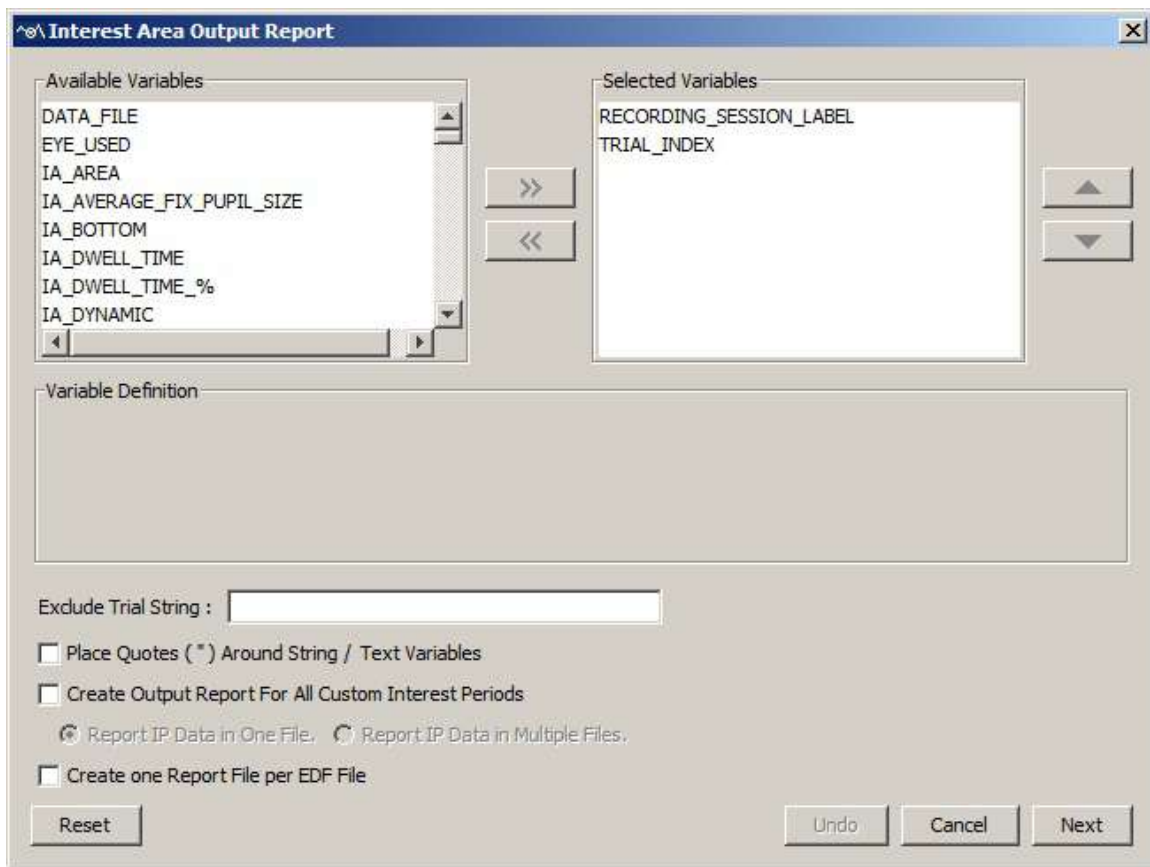 Interest Area Output Report
Available Variables
DATA_FILE
EYE_USED
IA_AREA
IA_AVERAGE_FIX_PUPIL_SIZE
IA_BOTTOM
IA_DWELL_TIME
IA_DWELL_TIME_%
IA_DYNAMIC
>>
<<
Selected Variables
RECORDING_SESSION_LABEL
TRIAL_INDEX
Variable Definition
Exclude Trial String :
Place Quotes ( " ) Around String / Text Variables
Create Output Report For All Custom Interest Periods
Report IP Data in One File. Report IP Data in Multiple Files.
Create one Report File per EDF File
Reset Undo Cancel Next